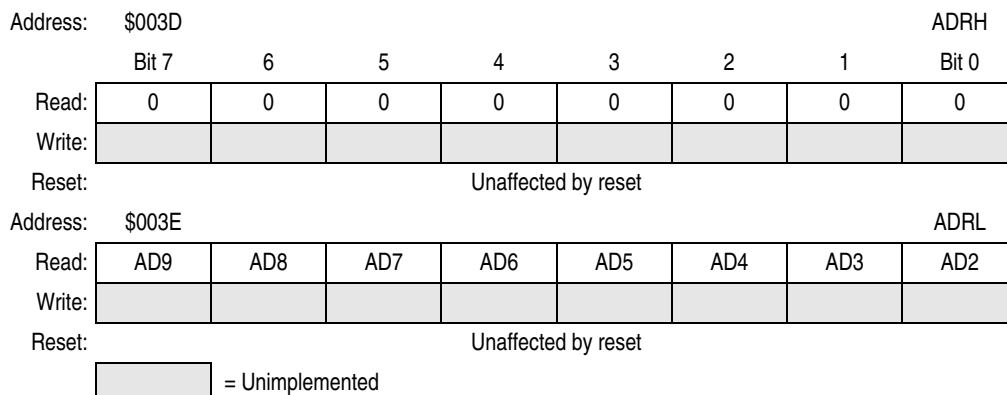 Address: $003D ADRH
Bit 7 6 5 4 3 2 1 Bit 0
Read: 0 0 0 0 0 0 0 0
Write:
Reset: Unaffected by reset
Address: $003E ADRL
Read: AD9 AD8 AD7 AD6 AD5 AD4 AD3 AD2
Write:
Reset: Unaffected by reset
= Unimplemented